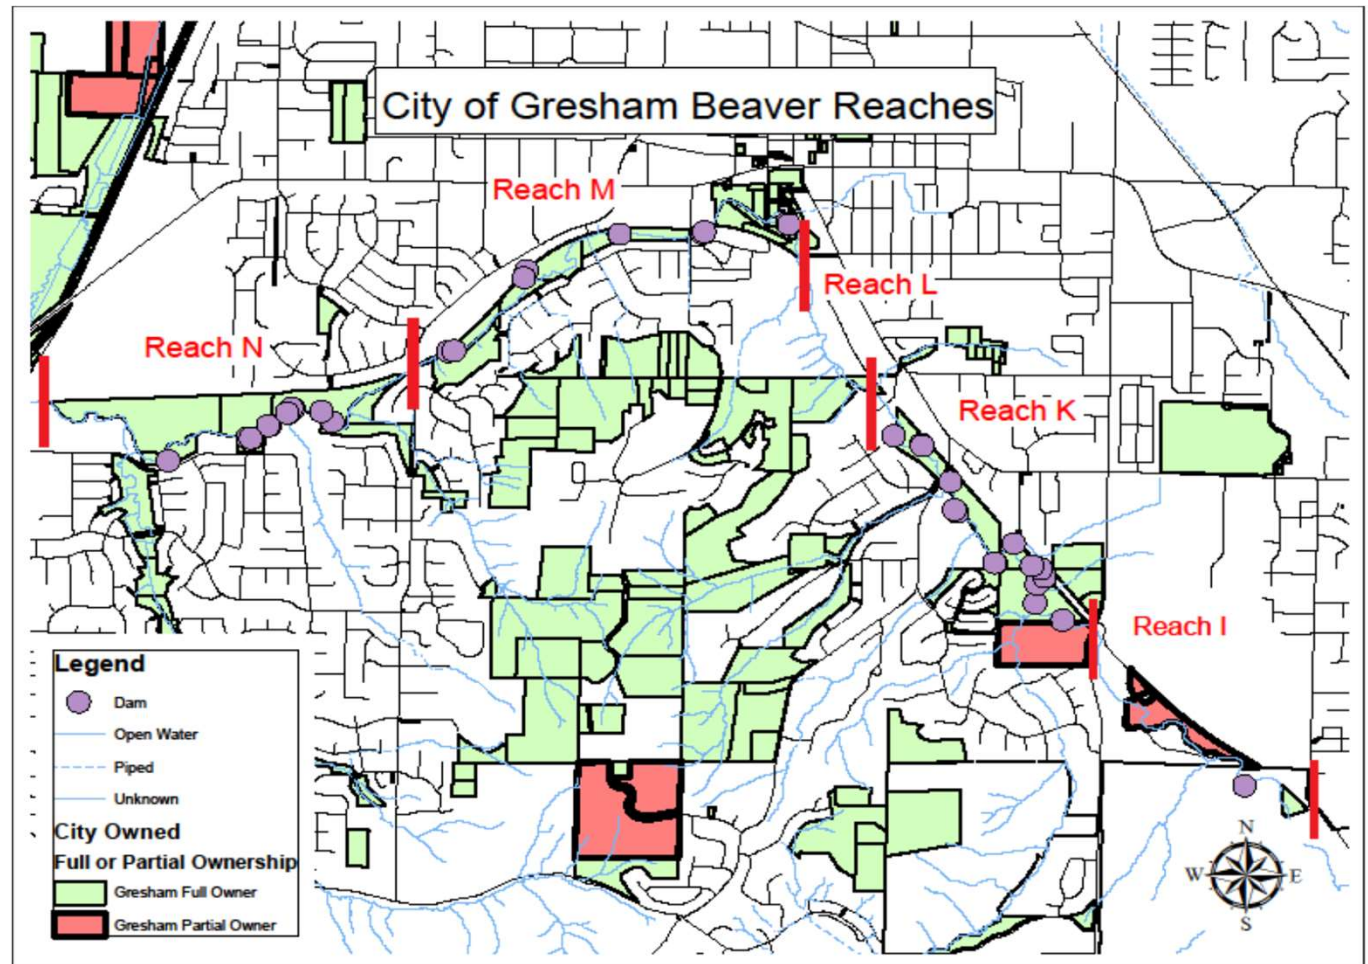 City of Gresham Beaver Reaches
Reach M
Reach L
Reach N
Reach K
Reach I
Legend
Dam
Open Water
Piped
Unknown
City Owned
Full or Partial Ownership
Gresham Full Owner
Gresham Partial Owner
N
W E
S